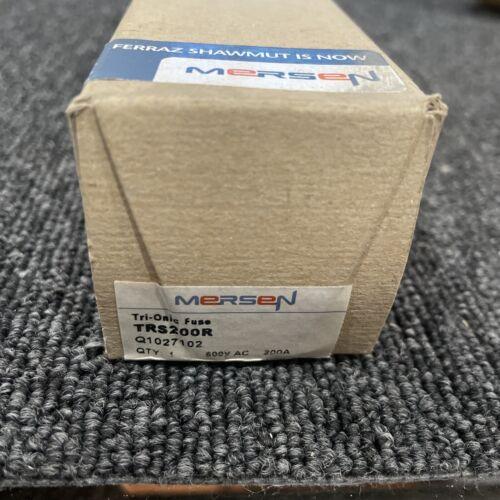 FERRAZ SHAWMUT IS NOW
MERSEN
MERSEN
Tri-Onic Fuse
TRS200R
Q1027102
QTY 1 600V AC 200A